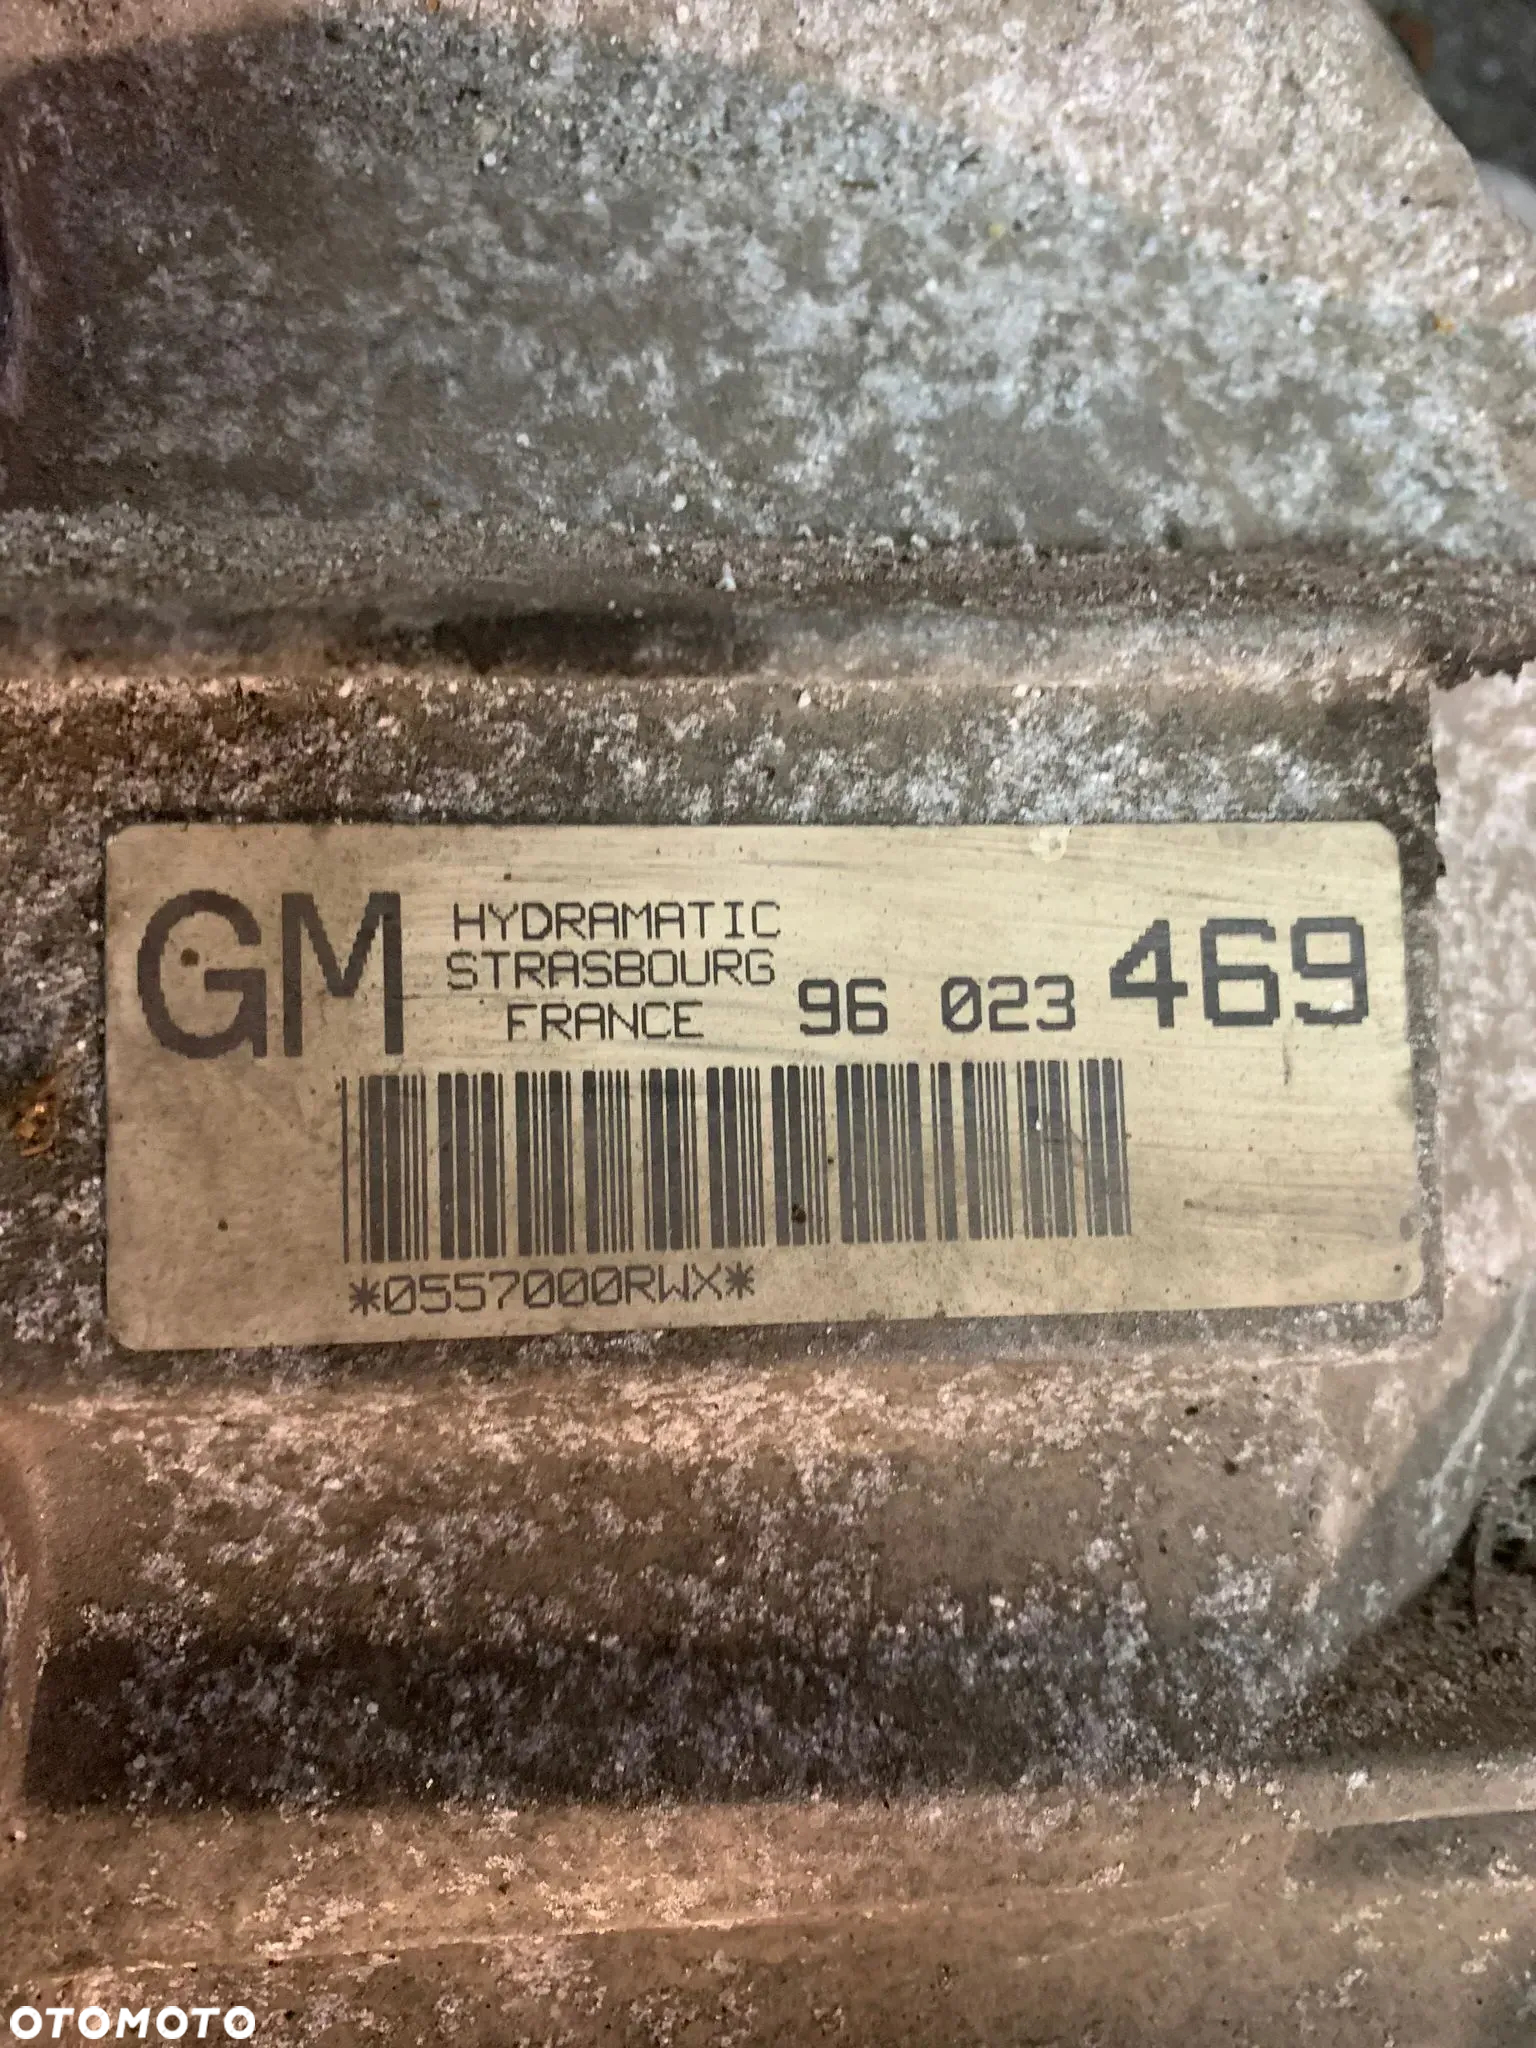 GM
HYDRAMATIC
STRASBOURG
FRANCE
96 023 469
*0557000RWX*
OTOMOTO